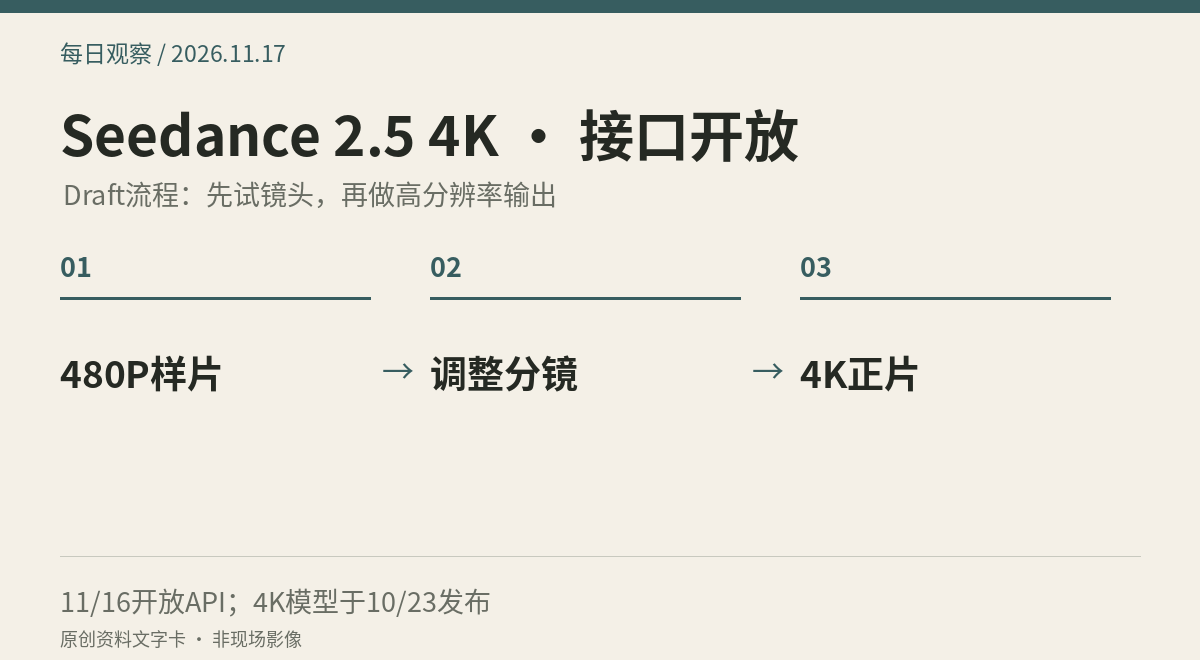 每日观察 / 2026.11.17
Seedance 2.5 4K · 接口开放
Draft流程：先试镜头，再做高分辨率输出
01
02
03
480P样片 → 调整分镜 → 4K正片
11/16开放API；4K模型于10/23发布
原创资料文字卡 · 非现场影像